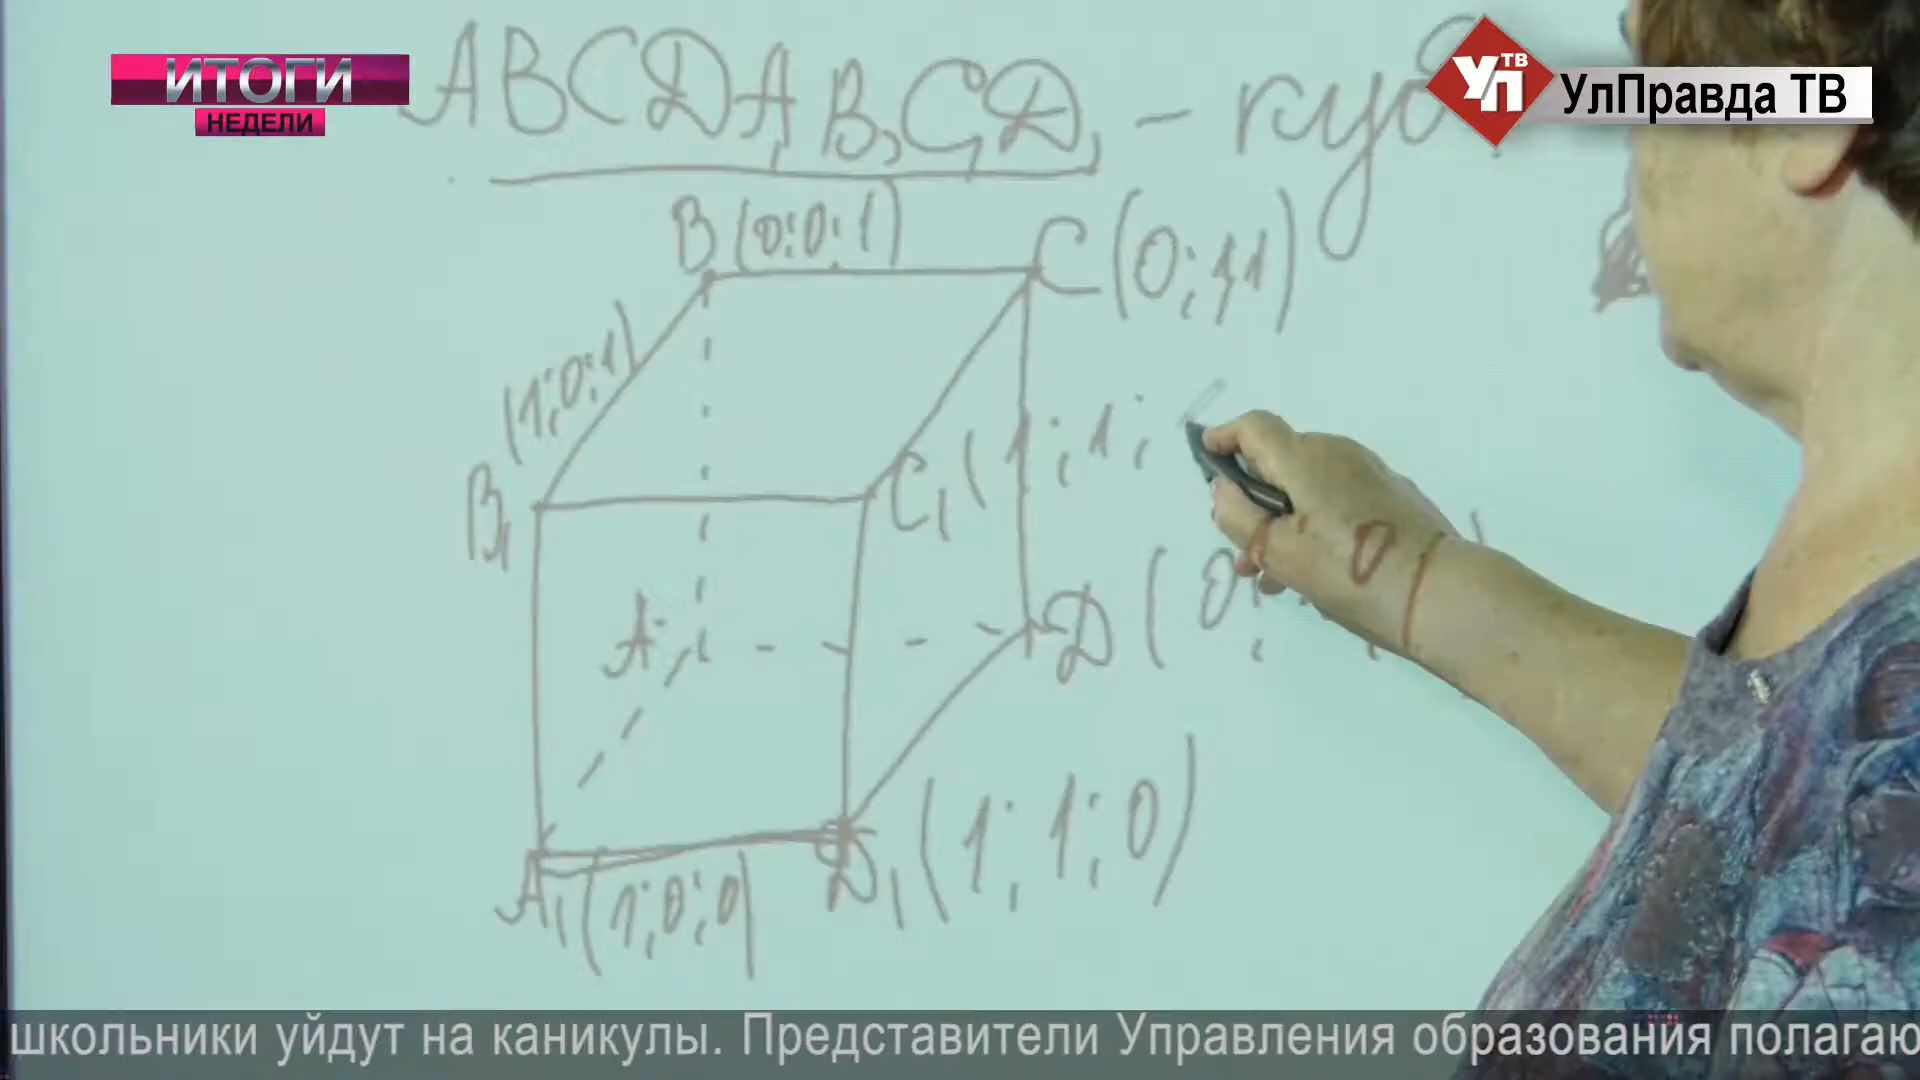 ИТОГИ
НЕДЕЛИ
ТВ
УП
УлПравда ТВ
ABCDA₁B₁C₁D₁ – куб
B (0;0;1)
C (0;1;1)
(1;0;1)
B₁
C₁ (1;1;
A
D (0;
0
A₁ (1;0;0)
D₁ (1;1;0)
школьники уйдут на каникулы. Представители Управления образования полагаю